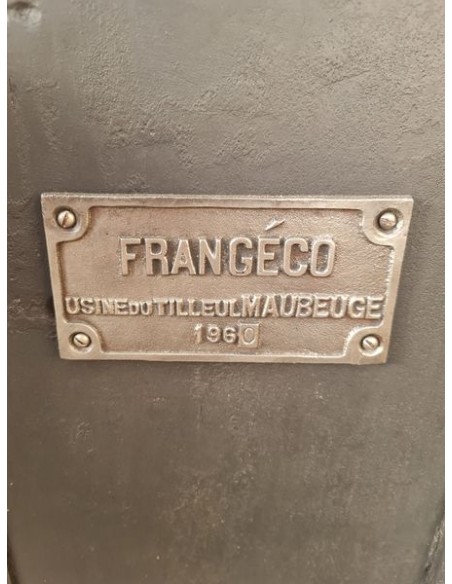 FRANGÉCO
USINE DU TILLEUL MAUBEUGE
1960